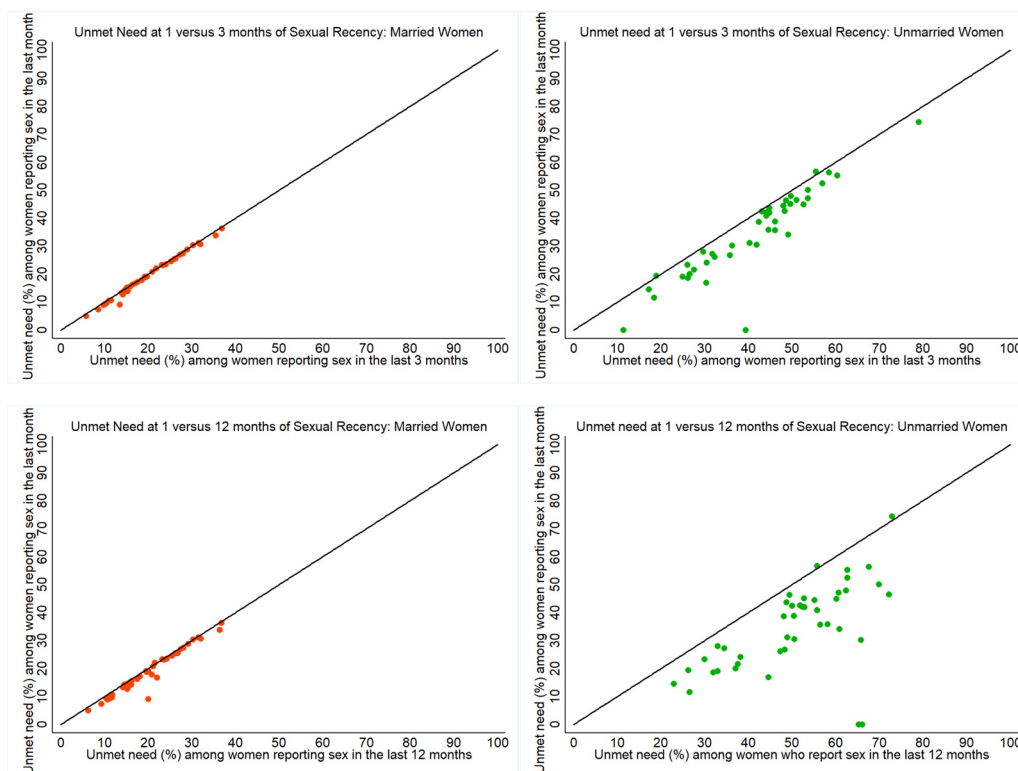 Unmet Need at 1 versus 3 months of Sexual Recency: Married Women
Unmet need (%) among women reporting sex in the last month
100
90
80
70
60
50
40
30
20
10
0
0 10 20 30 40 50 60 70 80 90 100
Unmet need (%) among women reporting sex in the last 3 months
Unmet need at 1 versus 3 months of Sexual Recency: Unmarried Women
Unmet need (%) among women reporting sex in the last month
100
90
80
70
60
50
40
30
20
10
0
0 10 20 30 40 50 60 70 80 90 100
Unmet need (%) among women reporting sex in the last 3 months
Unmet Need at 1 versus 12 months of Sexual Recency: Married Women
Unmet need (%) among women reporting sex in the last month
100
90
80
70
60
50
40
30
20
10
0
0 10 20 30 40 50 60 70 80 90 100
Unmet need (%) among women reporting sex in the last 12 months
Unmet need at 1 versus 12 months of Sexual Recency: Unmarried Women
Unmet need (%) among women reporting sex in the last month
100
90
80
70
60
50
40
30
20
10
0
0 10 20 30 40 50 60 70 80 90 100
Unmet need (%) among women who report sex in the last 12 months